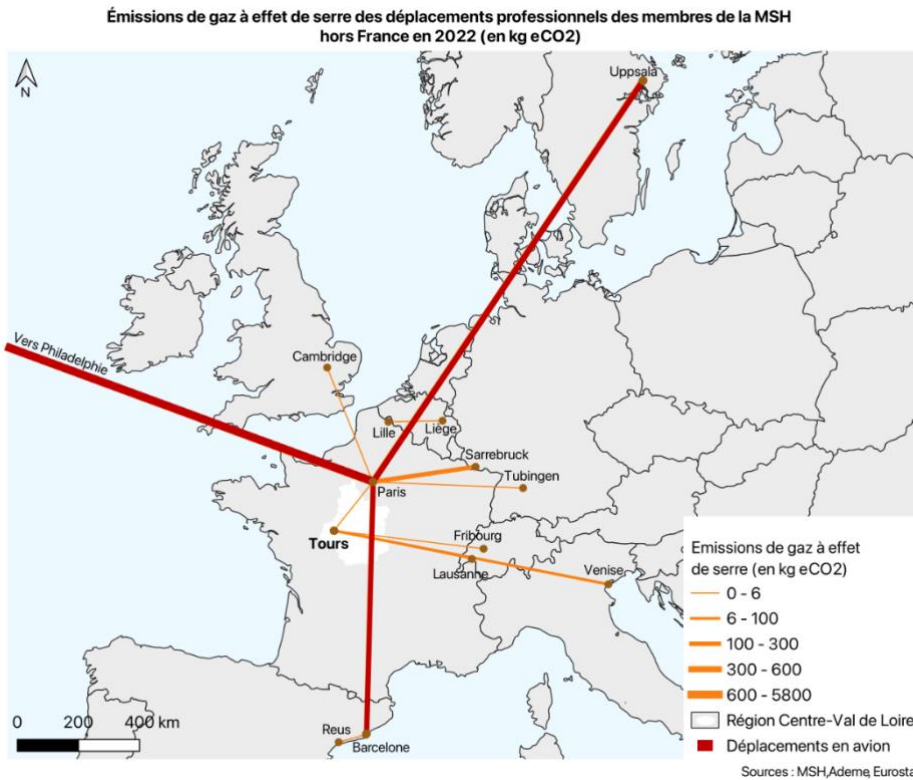 Émissions de gaz à effet de serre des déplacements professionnels des membres de la MSH
hors France en 2022 (en kg eCO2)
N
Uppsala
Vers Philadelphie
Cambridge
Lille
Liège
Sarrebruck
Paris
Tubingen
Tours
Fribourg
Lausanne
Venise
Reus
Barcelone
0 200 400 km
Emissions de gaz à effet
de serre (en kg eCO2)
0 - 6
6 - 100
100 - 300
300 - 600
600 - 5800
Région Centre-Val de Loire
Déplacements en avion
Sources : MSH,Ademe, Eurosta